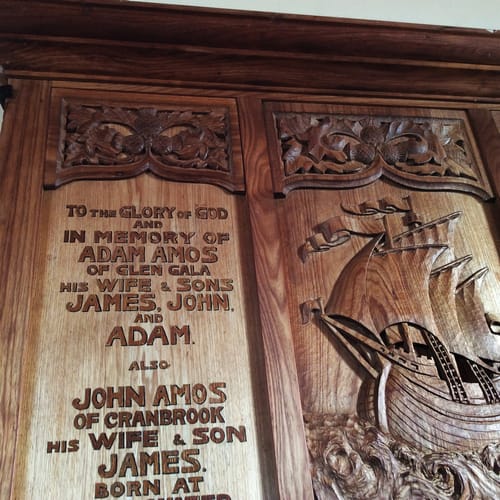 TO THE GLORY OF GOD
AND
IN MEMORY OF
ADAM AMOS
OF GLEN GALA
HIS WIFE & SONS
JAMES, JOHN,
AND
ADAM.
ALSO
JOHN AMOS
OF CRANBROOK
HIS WIFE & SON
JAMES.
BORN AT